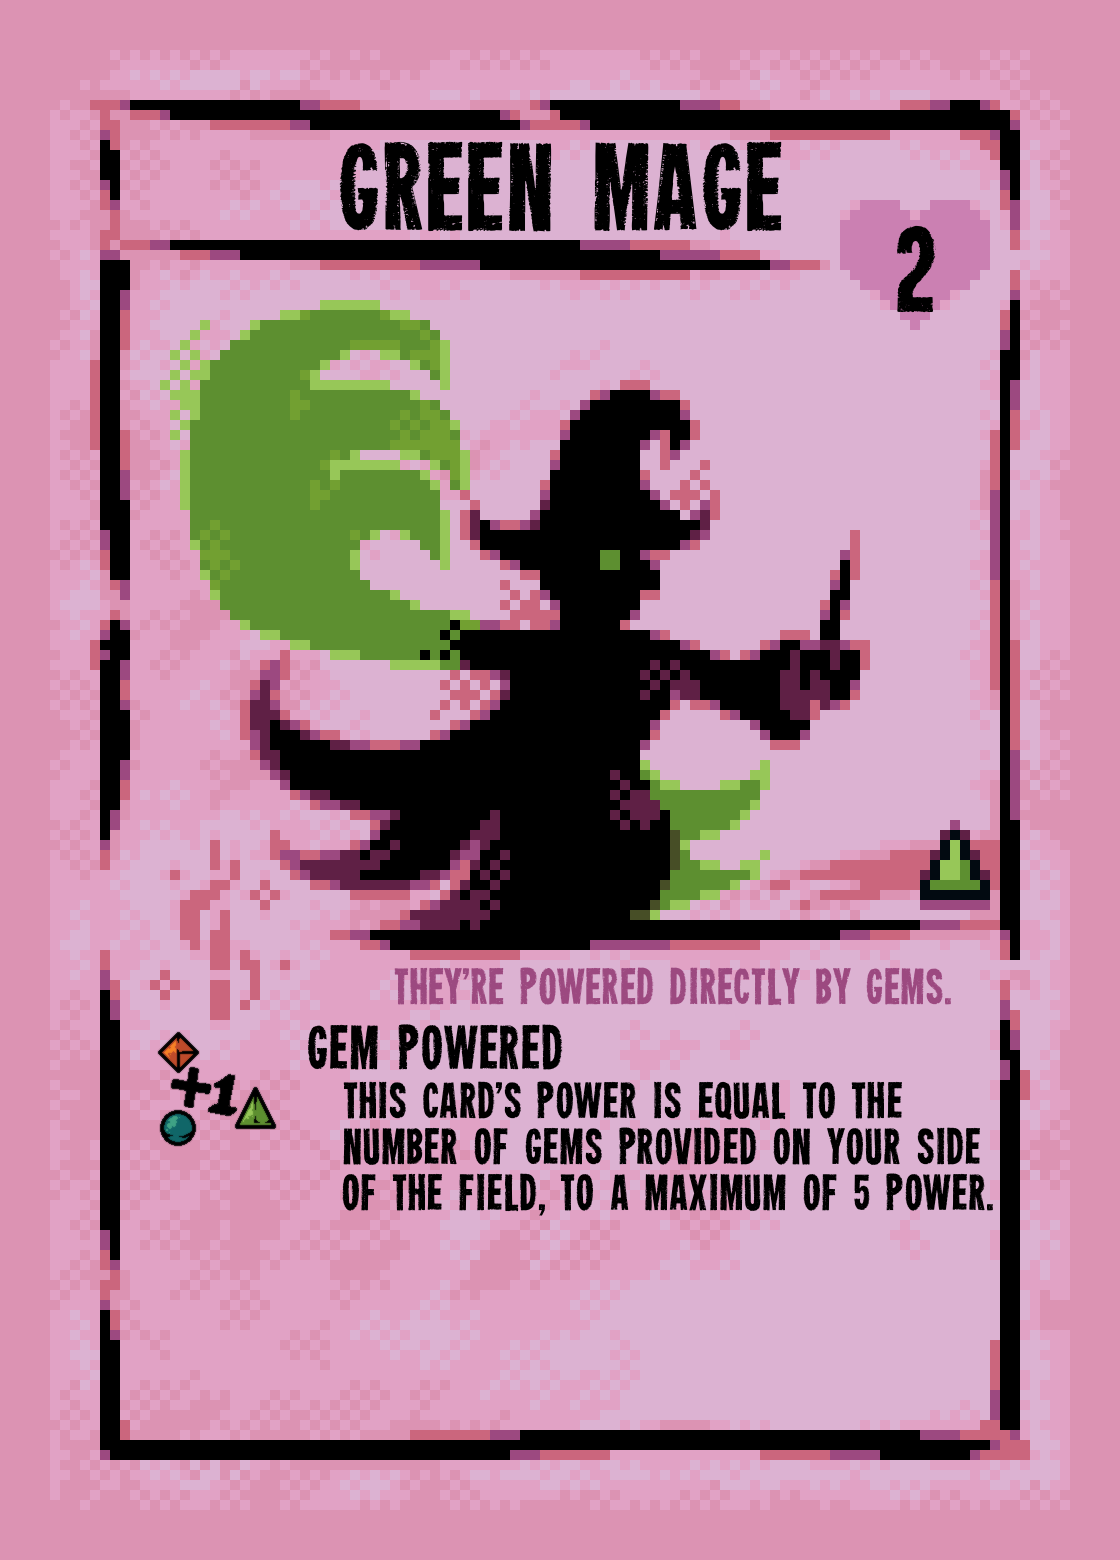 GREEN MAGE
2
THEY'RE POWERED DIRECTLY BY GEMS.
GEM POWERED
+1
THIS CARD'S POWER IS EQUAL TO THE
NUMBER OF GEMS PROVIDED ON YOUR SIDE
OF THE FIELD, TO A MAXIMUM OF 5 POWER.